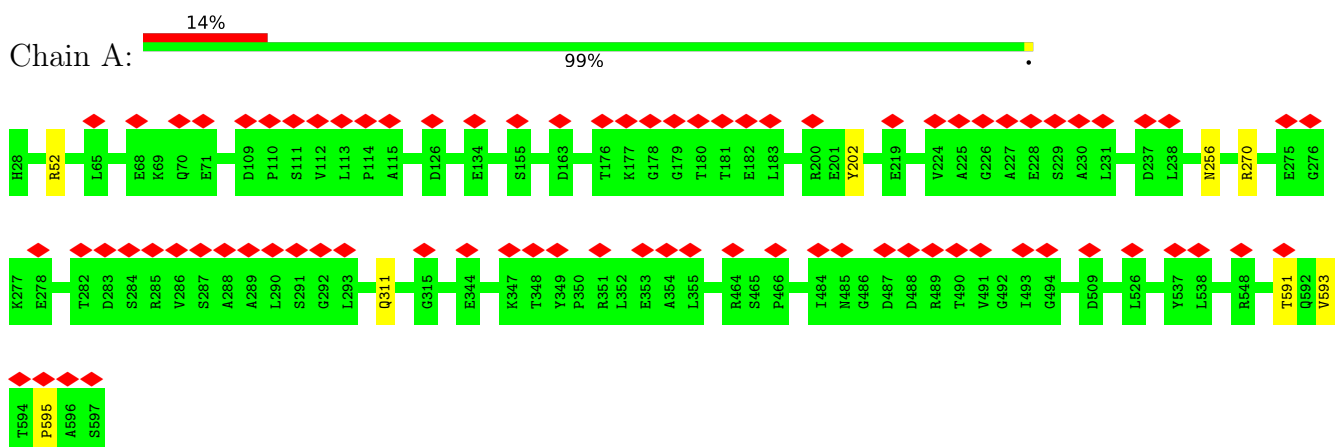 14%
Chain A:
99%
•
H28 R52 L65 E68 K69 Q70 E71 D109 P110 S111 V112 L113 P114 A115 D126 E134 S155 D163 T176 K177 G178 G179 T180 T181 E182 L183 R200 E201 Y202 E219 V224 A225 G226 A227 E228 S229 A230 L231 D237 L238 N256 R270 E275 G276
K277 E278 T282 D283 S284 R285 V286 S287 A288 A289 L290 S291 G292 L293 Q311 G315 E344 K347 T348 Y349 P350 R351 L352 E353 A354 L355 R464 S465 P466 I484 N485 G486 D487 D488 R489 T490 V491 G492 I493 G494 D509 L526 Y537 L538 R548 T591 Q592 V593
T594 P595 A596 S597